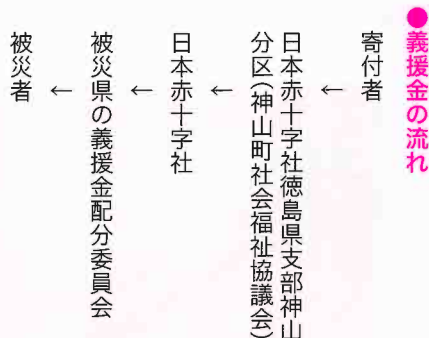 ●義援金の流れ
寄付者
←
日本赤十字社徳島県支部神山
分区(神山町社会福祉協議会)
←
日本赤十字社
←
被災県の義援金配分委員会
←
被災者